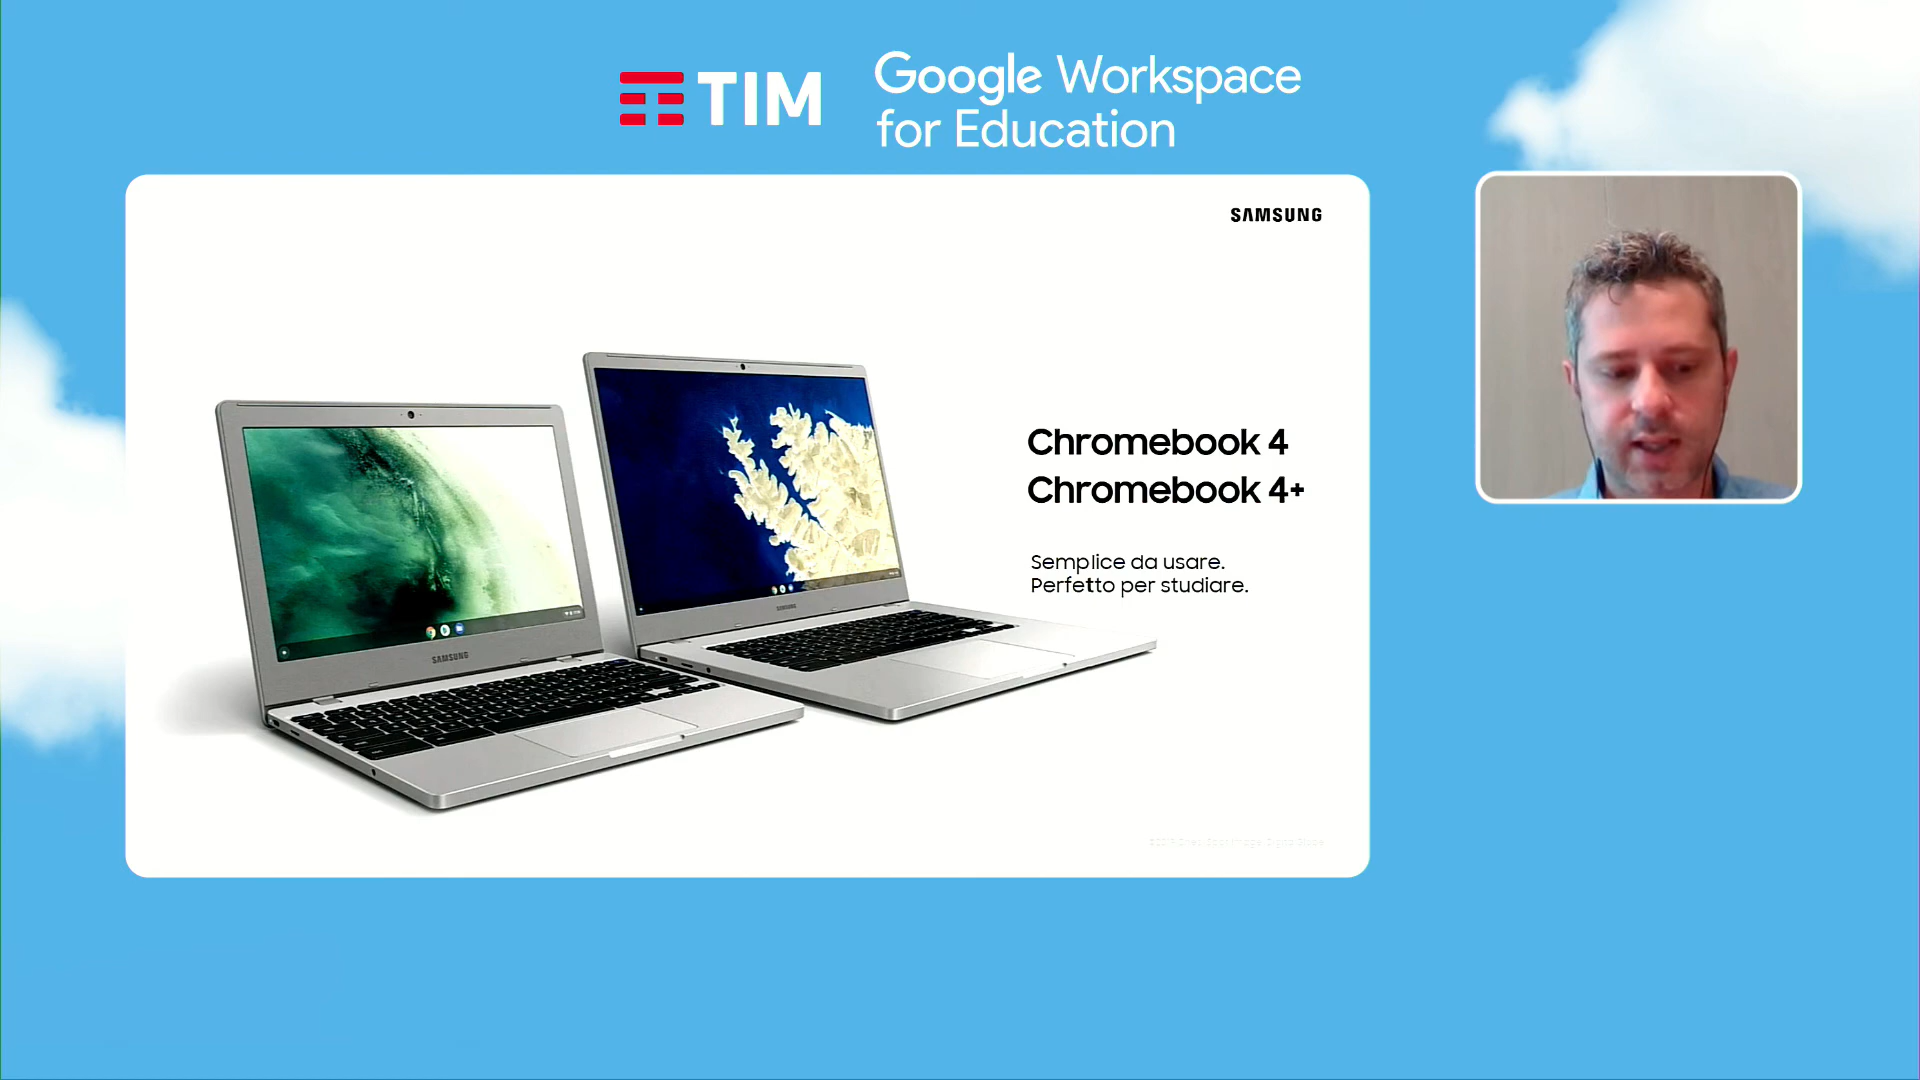 TIM
Google Workspace
for Education
SAMSUNG
Chromebook 4
Chromebook 4+
Semplice da usare.
Perfetto per studiare.
SAMSUNG
SAMSUNG